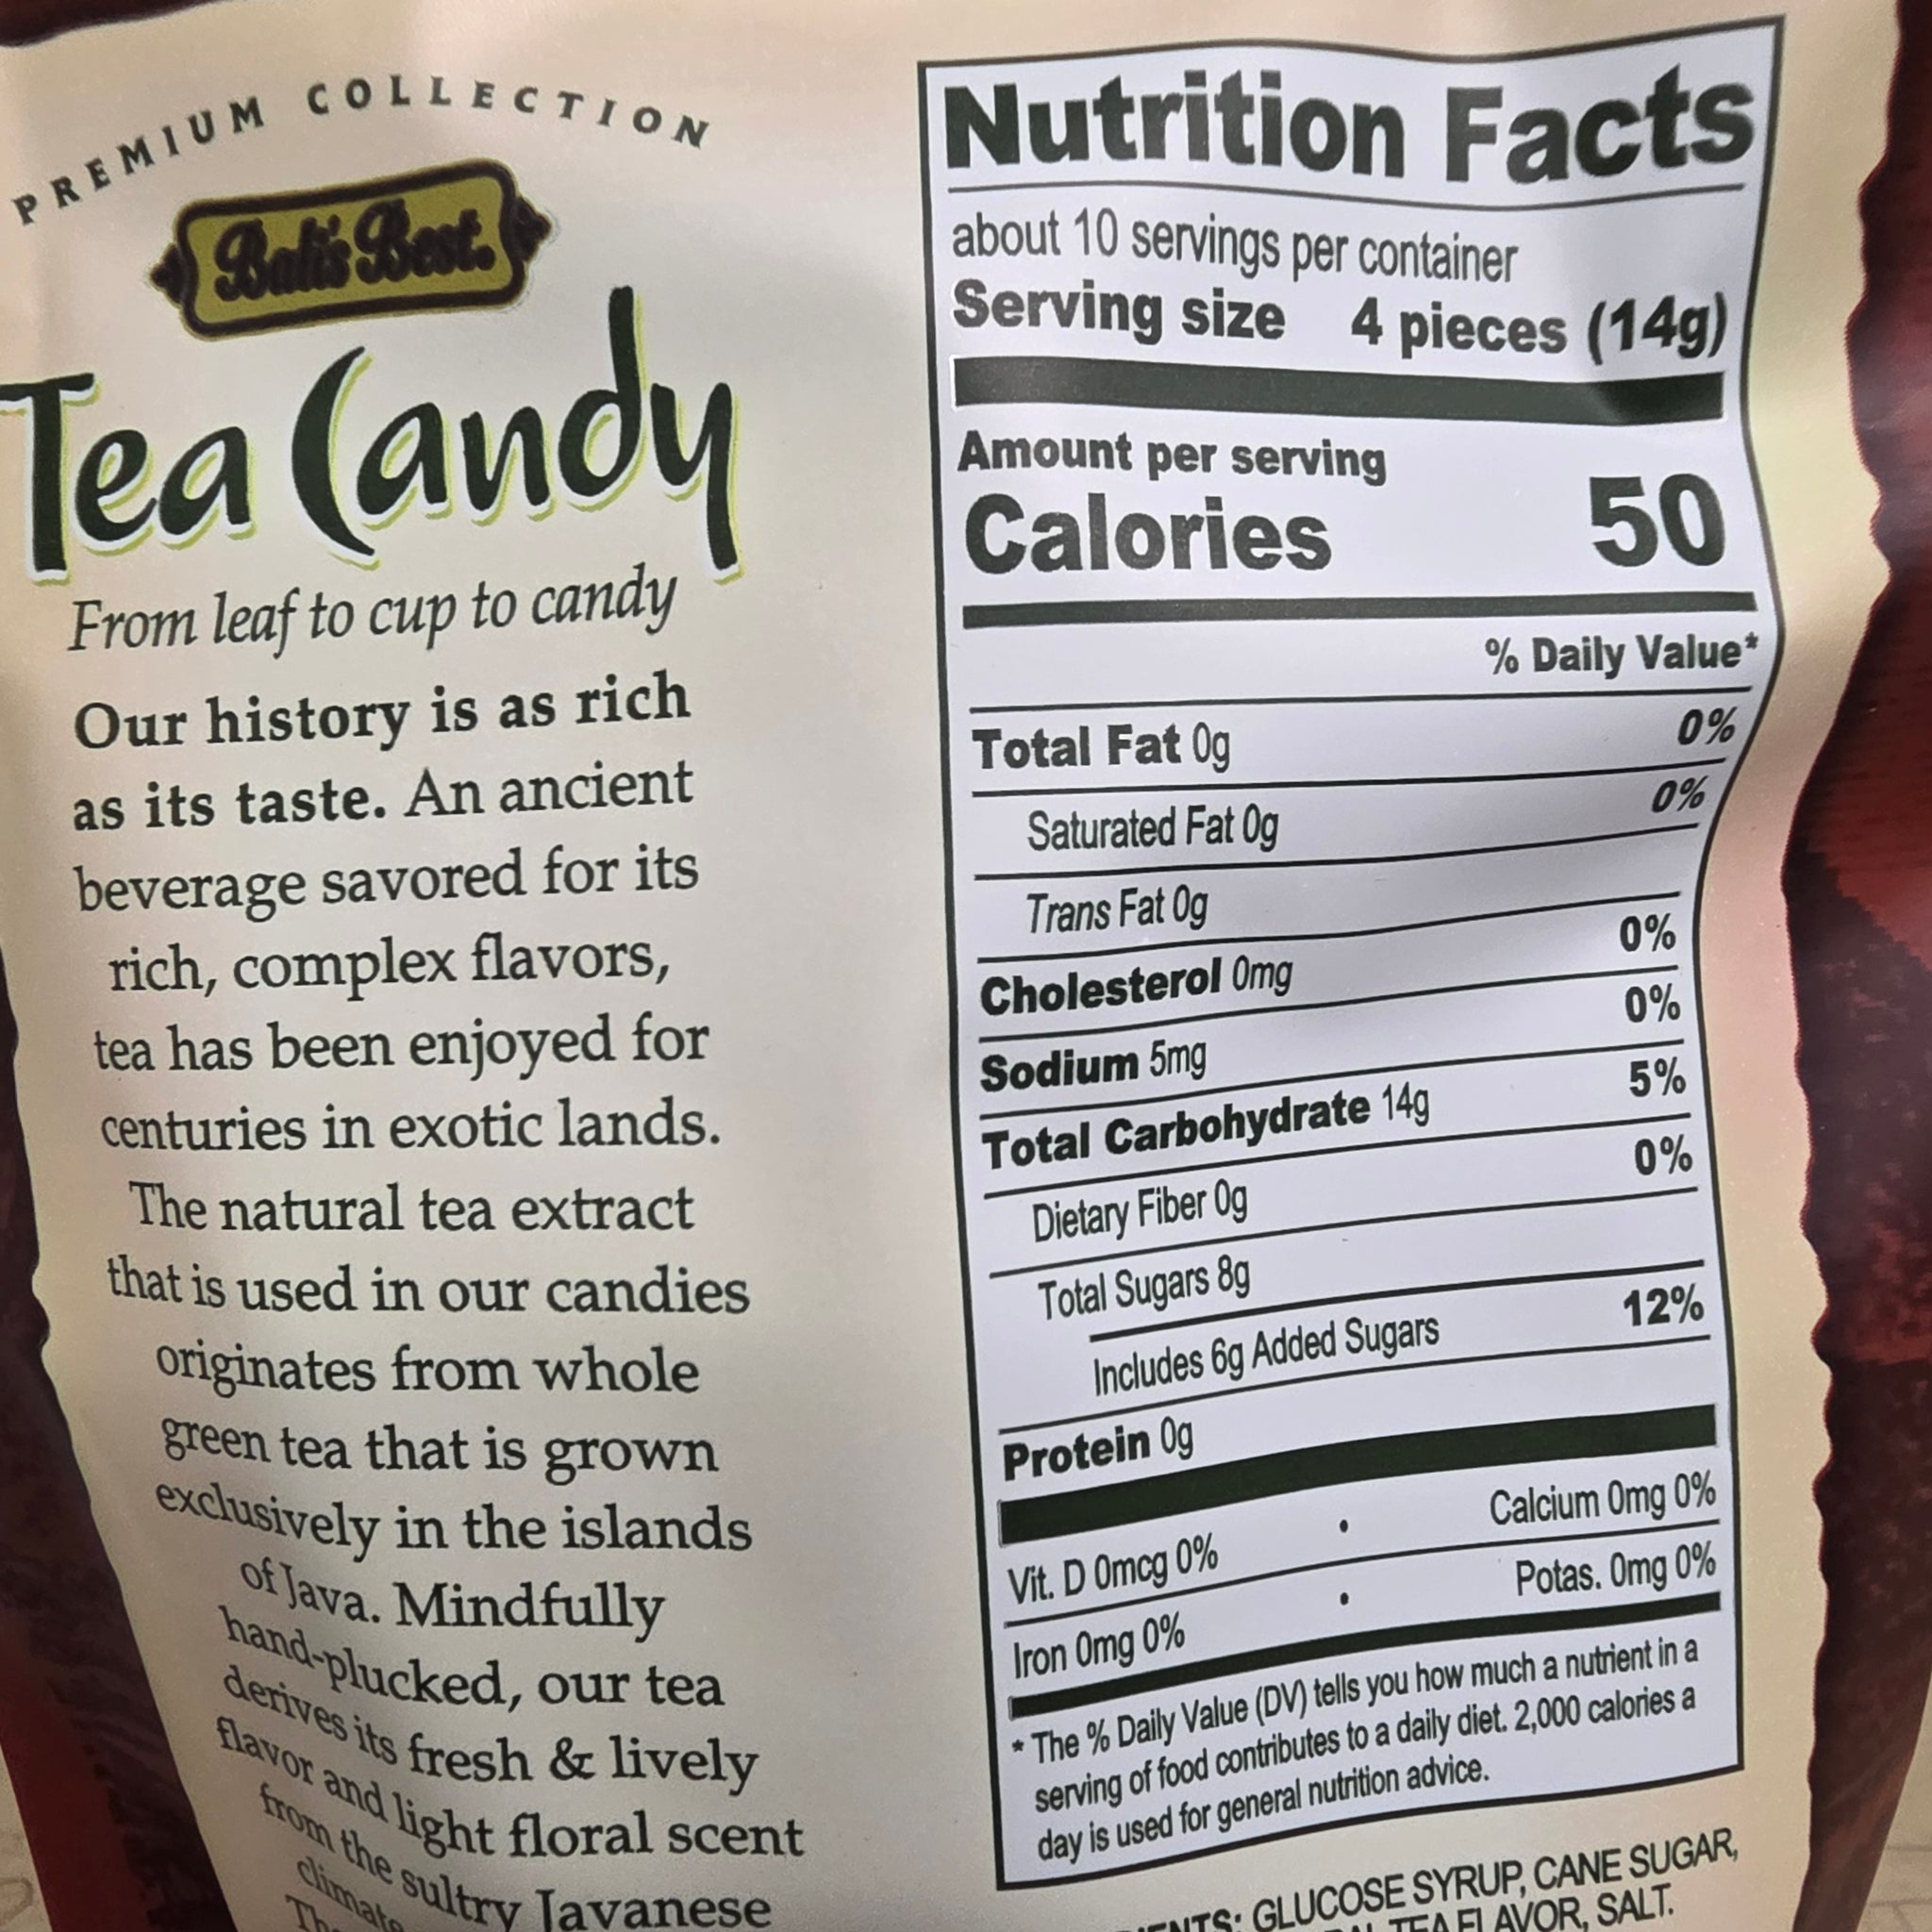 PREMIUM COLLECTION
Bali's Best.
Tea Candy
From leaf to cup to candy
Our history is as rich
as its taste. An ancient
beverage savored for its
rich, complex flavors,
tea has been enjoyed for
centuries in exotic lands.
The natural tea extract
that is used in our candies
originates from whole
green tea that is grown
exclusively in the islands
of Java. Mindfully
hand-plucked, our tea
derives its fresh & lively
flavor and light floral scent
from the sultry Javanese
Nutrition Facts
about 10 servings per container
Serving size 4 pieces (14g)
Amount per serving
Calories 50
% Daily Value*
Total Fat 0g 0%
Saturated Fat 0g 0%
Trans Fat 0g
Cholesterol 0mg 0%
Sodium 5mg 0%
Total Carbohydrate 14g 5%
Dietary Fiber 0g 0%
Total Sugars 8g
Includes 6g Added Sugars 12%
Protein 0g
Vit. D 0mcg 0% • Calcium 0mg 0%
Iron 0mg 0% • Potas. 0mg 0%
* The % Daily Value (DV) tells you how much a nutrient in a
serving of food contributes to a daily diet. 2,000 calories a
day is used for general nutrition advice.
GLUCOSE SYRUP, CANE SUGAR,
TEA FLAVOR, SALT.